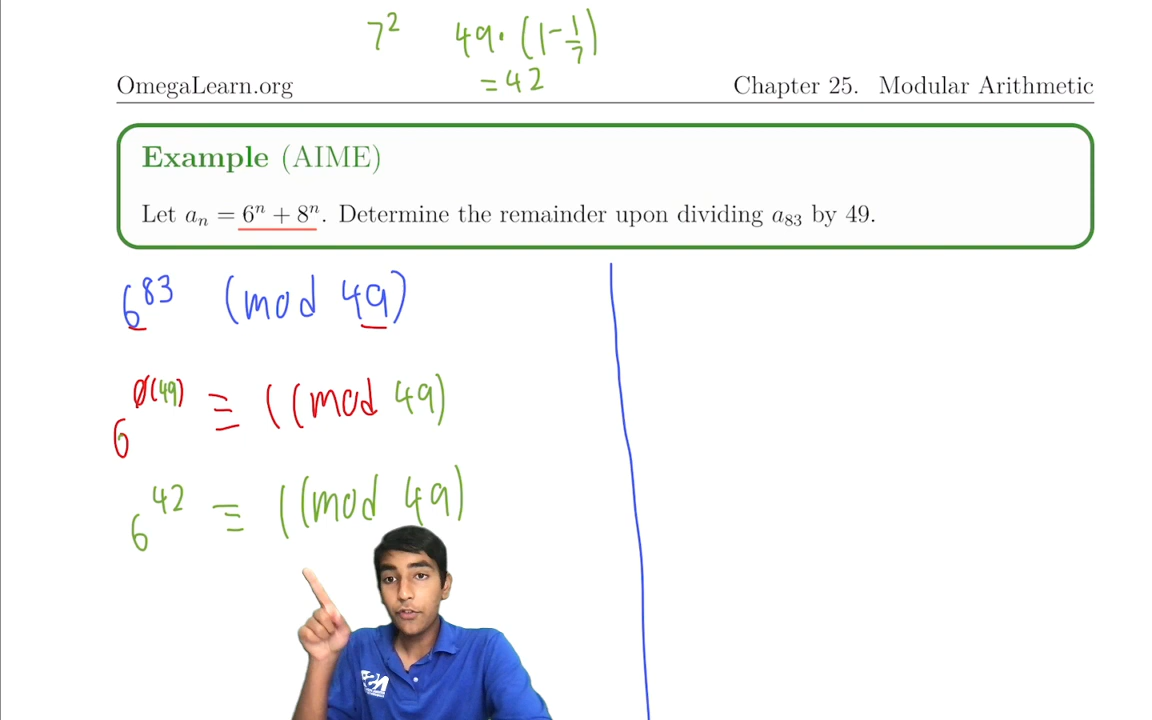 7² 49·(1-1/7)
=42
OmegaLearn.org Chapter 25. Modular Arithmetic
Example (AIME)
Let aₙ = 6ⁿ + 8ⁿ. Determine the remainder upon dividing a₈₃ by 49.
6⁸³ (mod 49)
6^∅(49) ≡ 1 (mod 49)
6⁴² ≡ 1 (mod 49)